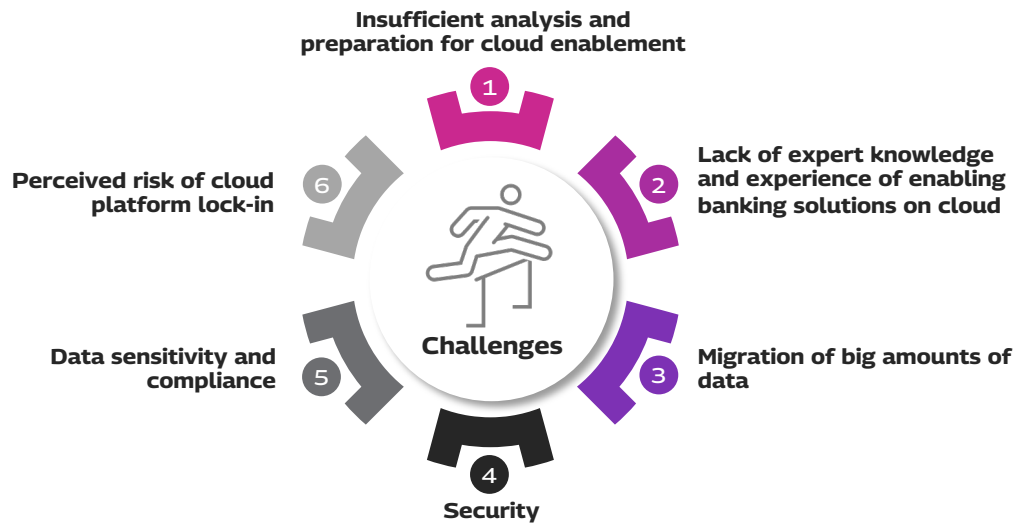 Insufficient analysis and
preparation for cloud enablement
1
2
Lack of expert knowledge
and experience of enabling
banking solutions on cloud
3
Migration of big amounts of
data
4
Security
5
Data sensitivity and
compliance
6
Perceived risk of cloud
platform lock-in
Challenges